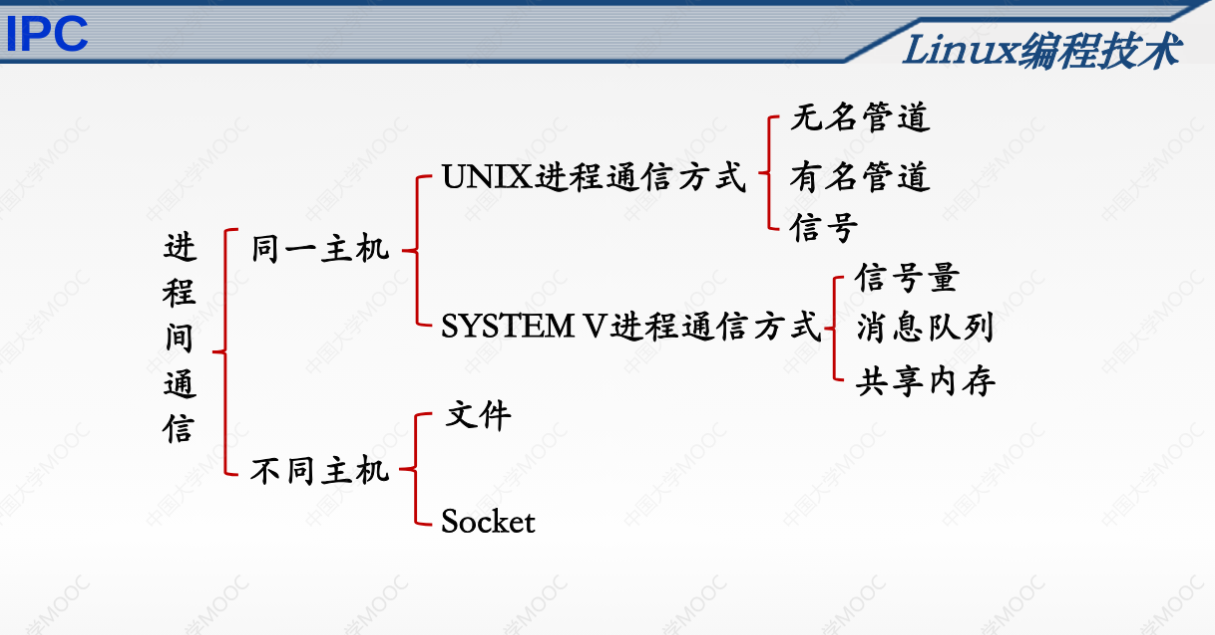 IPC
Linux编程技术
进程间通信
同一主机
UNIX进程通信方式
无名管道
有名管道
信号
SYSTEM V进程通信方式
信号量
消息队列
共享内存
不同主机
文件
Socket
中国大学MOOC